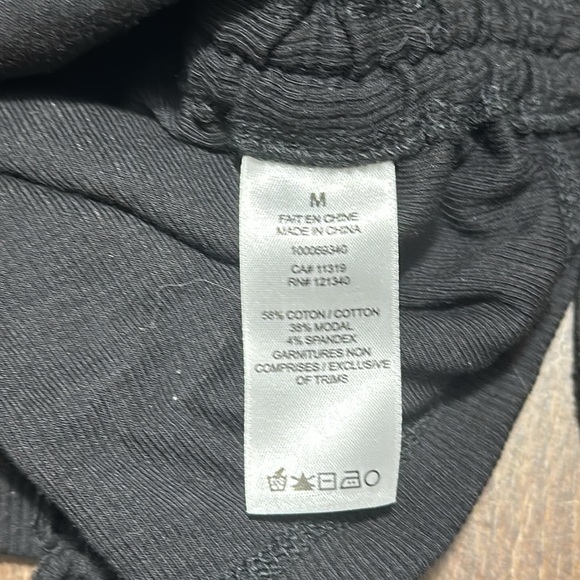 M
FAIT EN CHINE
MADE IN CHINA
100059340
CA# 11319
RN# 121340
58% COTON / COTTON
38% MODAL
4% SPANDEX
GARNITURES NON
COMPRISES / EXCLUSIVE
OF TRIMS